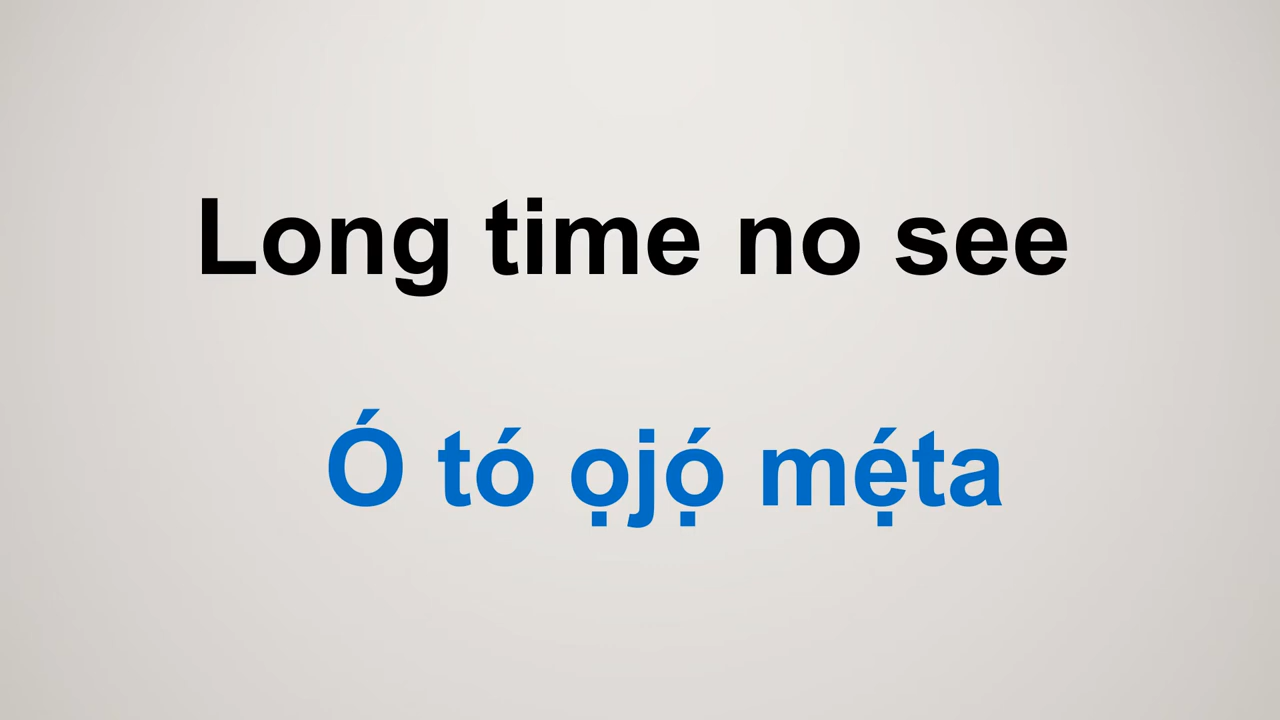 Long time no see
Ó tó ọjọ́ mẹ́ta